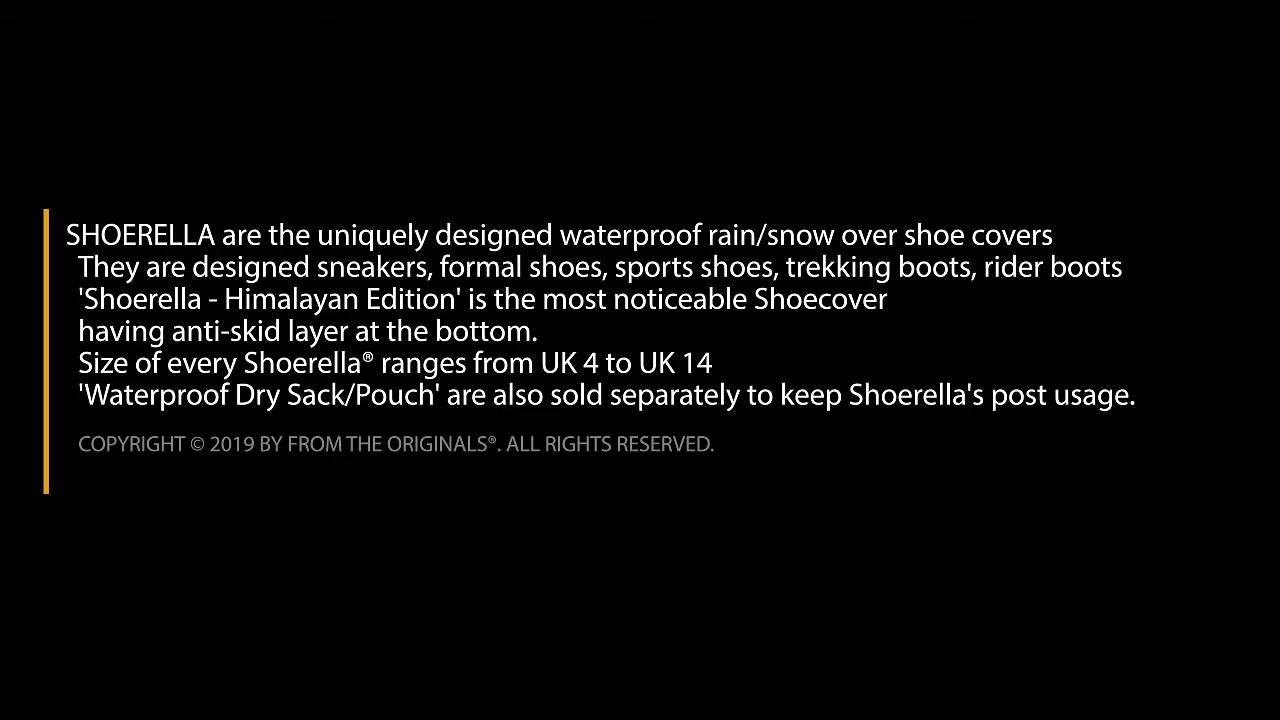 SHOERELLA are the uniquely designed waterproof rain/snow over shoe covers
They are designed sneakers, formal shoes, sports shoes, trekking boots, rider boots
'Shoerella - Himalayan Edition' is the most noticeable Shoecover
having anti-skid layer at the bottom.
Size of every Shoerella® ranges from UK 4 to UK 14
'Waterproof Dry Sack/Pouch' are also sold separately to keep Shoerella's post usage.
COPYRIGHT © 2019 BY FROM THE ORIGINALS®. ALL RIGHTS RESERVED.